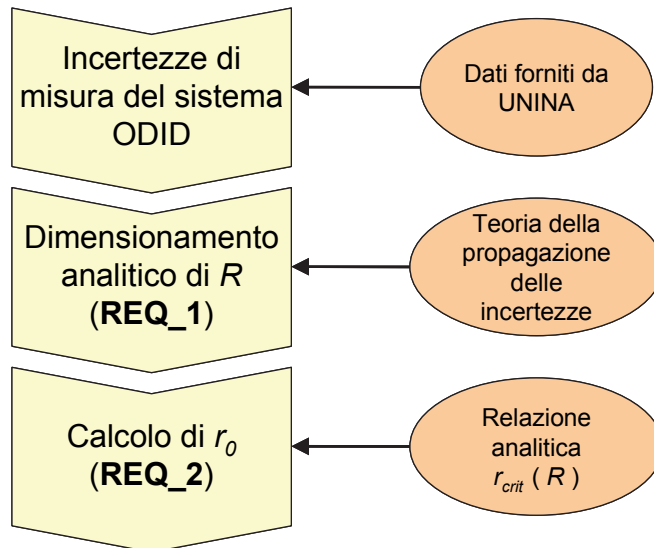 Incertezze di
misura del sistema
ODID
Dati forniti da
UNINA
Dimensionamento
analitico di R
(REQ_1)
Teoria della
propagazione
delle
incertezze
Calcolo di r0
(REQ_2)
Relazione
analitica
rcrit ( R )